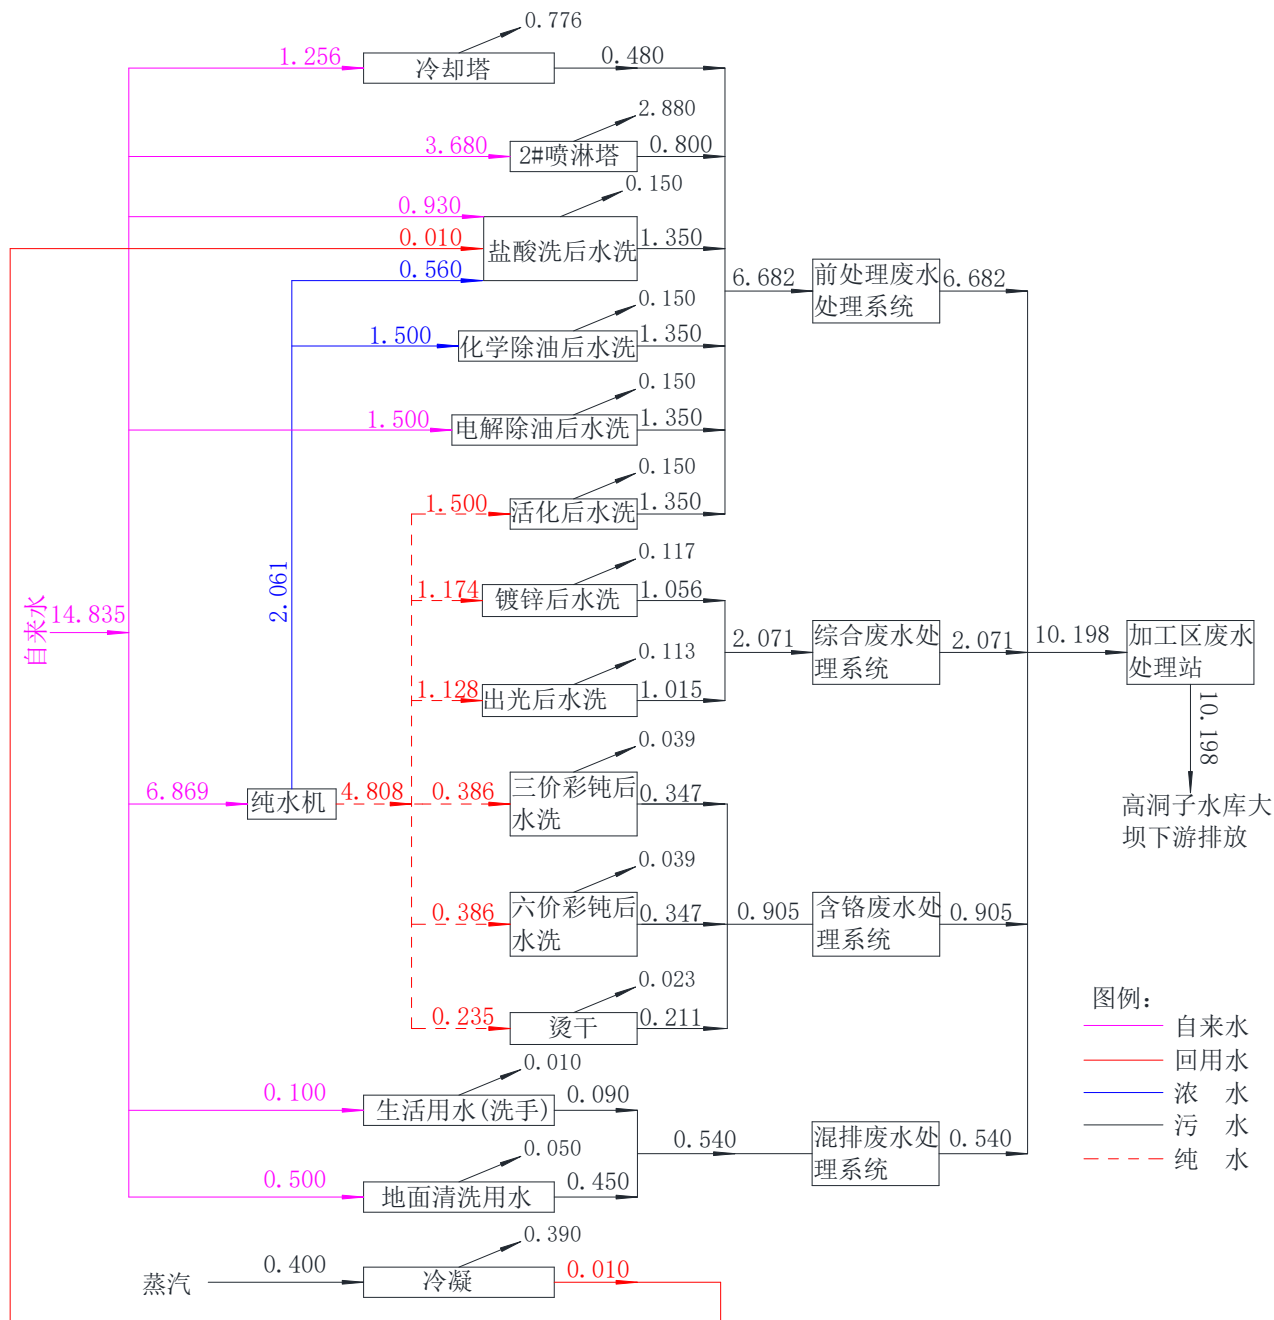 0.776
1.256
冷却塔
0.480
2.880
3.680
2#喷淋塔
0.800
0.150
0.930
0.010
盐酸洗后水洗
1.350
0.560
6.682
前处理废水
处理系统
6.682
0.150
1.500
化学除油后水洗
1.350
0.150
1.500
电解除油后水洗
1.350
0.150
1.500
活化后水洗
1.350
2.061
0.117
1.174
镀锌后水洗
1.056
自来水
14.835
2.071
综合废水处
理系统
2.071
10.198
加工区废水
处理站
0.113
1.128
出光后水洗
1.015
10.198
高洞子水库大
坝下游排放
0.039
6.869
纯水机
4.808
0.386
三价彩钝后
水洗
0.347
0.039
0.386
六价彩钝后
水洗
0.347
0.905
含铬废水处
理系统
0.905
0.023
0.235
烫干
0.211
0.010
0.100
生活用水(洗手)
0.090
0.540
混排废水处
理系统
0.540
0.050
0.500
地面清洗用水
0.450
0.390
蒸汽
0.400
冷凝
0.010
图例：
自来水
回用水
浓 水
污 水
纯 水